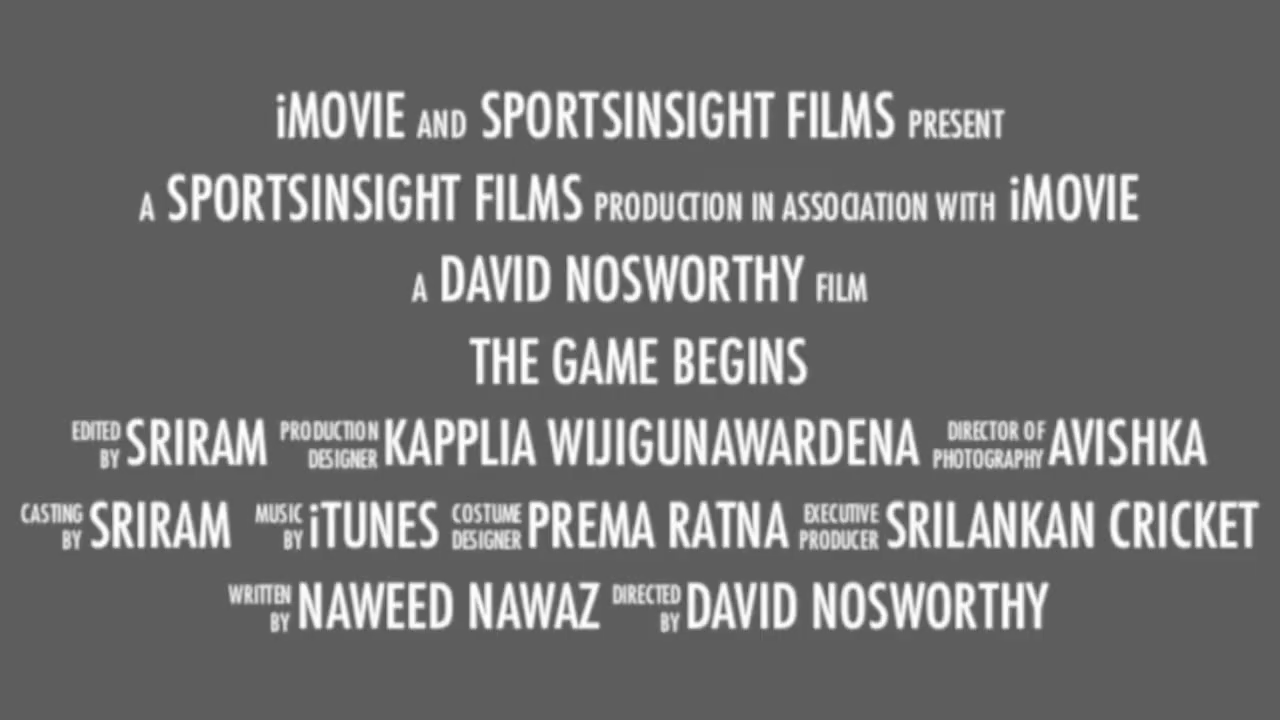 iMOVIE AND SPORTSINSIGHT FILMS PRESENT
A SPORTSINSIGHT FILMS PRODUCTION IN ASSOCIATION WITH iMOVIE
A DAVID NOSWORTHY FILM
THE GAME BEGINS
EDITED BY SRIRAM PRODUCTION DESIGNER KAPPLIA WIJIGUNAWARDENA DIRECTOR OF PHOTOGRAPHY AVISHKA
CASTING BY SRIRAM MUSIC BY iTUNES COSTUME DESIGNER PREMA RATNA EXECUTIVE PRODUCER SRILANKAN CRICKET
WRITTEN BY NAWEED NAWAZ DIRECTED BY DAVID NOSWORTHY